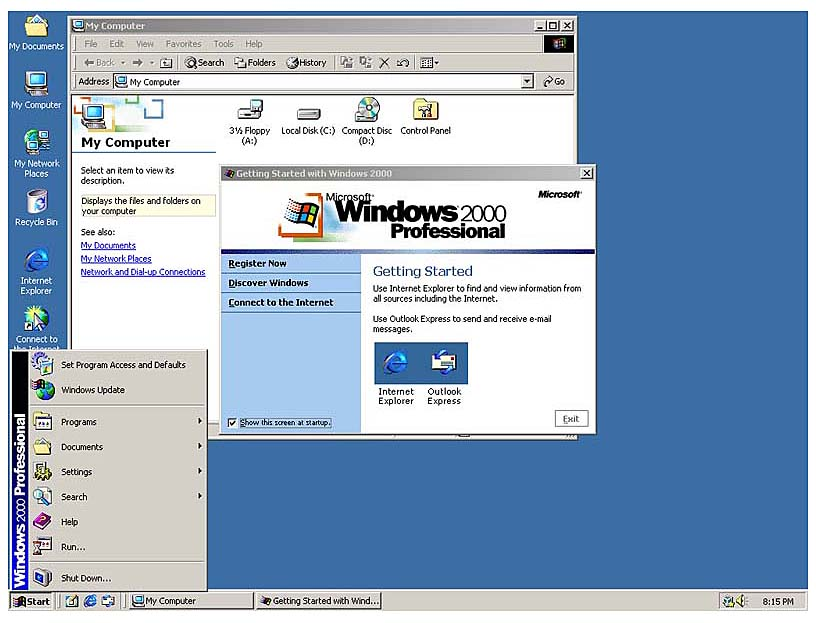 My Documents
My Computer
My Network
Places
Recycle Bin
Internet
Explorer
Connect to
the Internet
My Computer
File Edit View Favorites Tools Help
Back
Search Folders History
Address My Computer Go
My Computer
Select an item to view its
description.
Displays the files and folders on
your computer
See also:
My Documents
My Network Places
Network and Dial-up Connections
3½ Floppy
(A:)
Local Disk (C:)
Compact Disc
(D:)
Control Panel
Getting Started with Windows 2000
Microsoft
Windows 2000
Professional
Microsoft
Register Now
Discover Windows
Connect to the Internet
Getting Started
Use Internet Explorer to find and view information from
all sources including the Internet.
Use Outlook Express to send and receive e-mail
messages.
Internet
Explorer
Outlook
Express
Show this screen at startup.
Exit
Windows 2000 Professional
Set Program Access and Defaults
Windows Update
Programs
Documents
Settings
Search
Help
Run...
Shut Down...
Start
My Computer
Getting Started with Wind...
8:15 PM